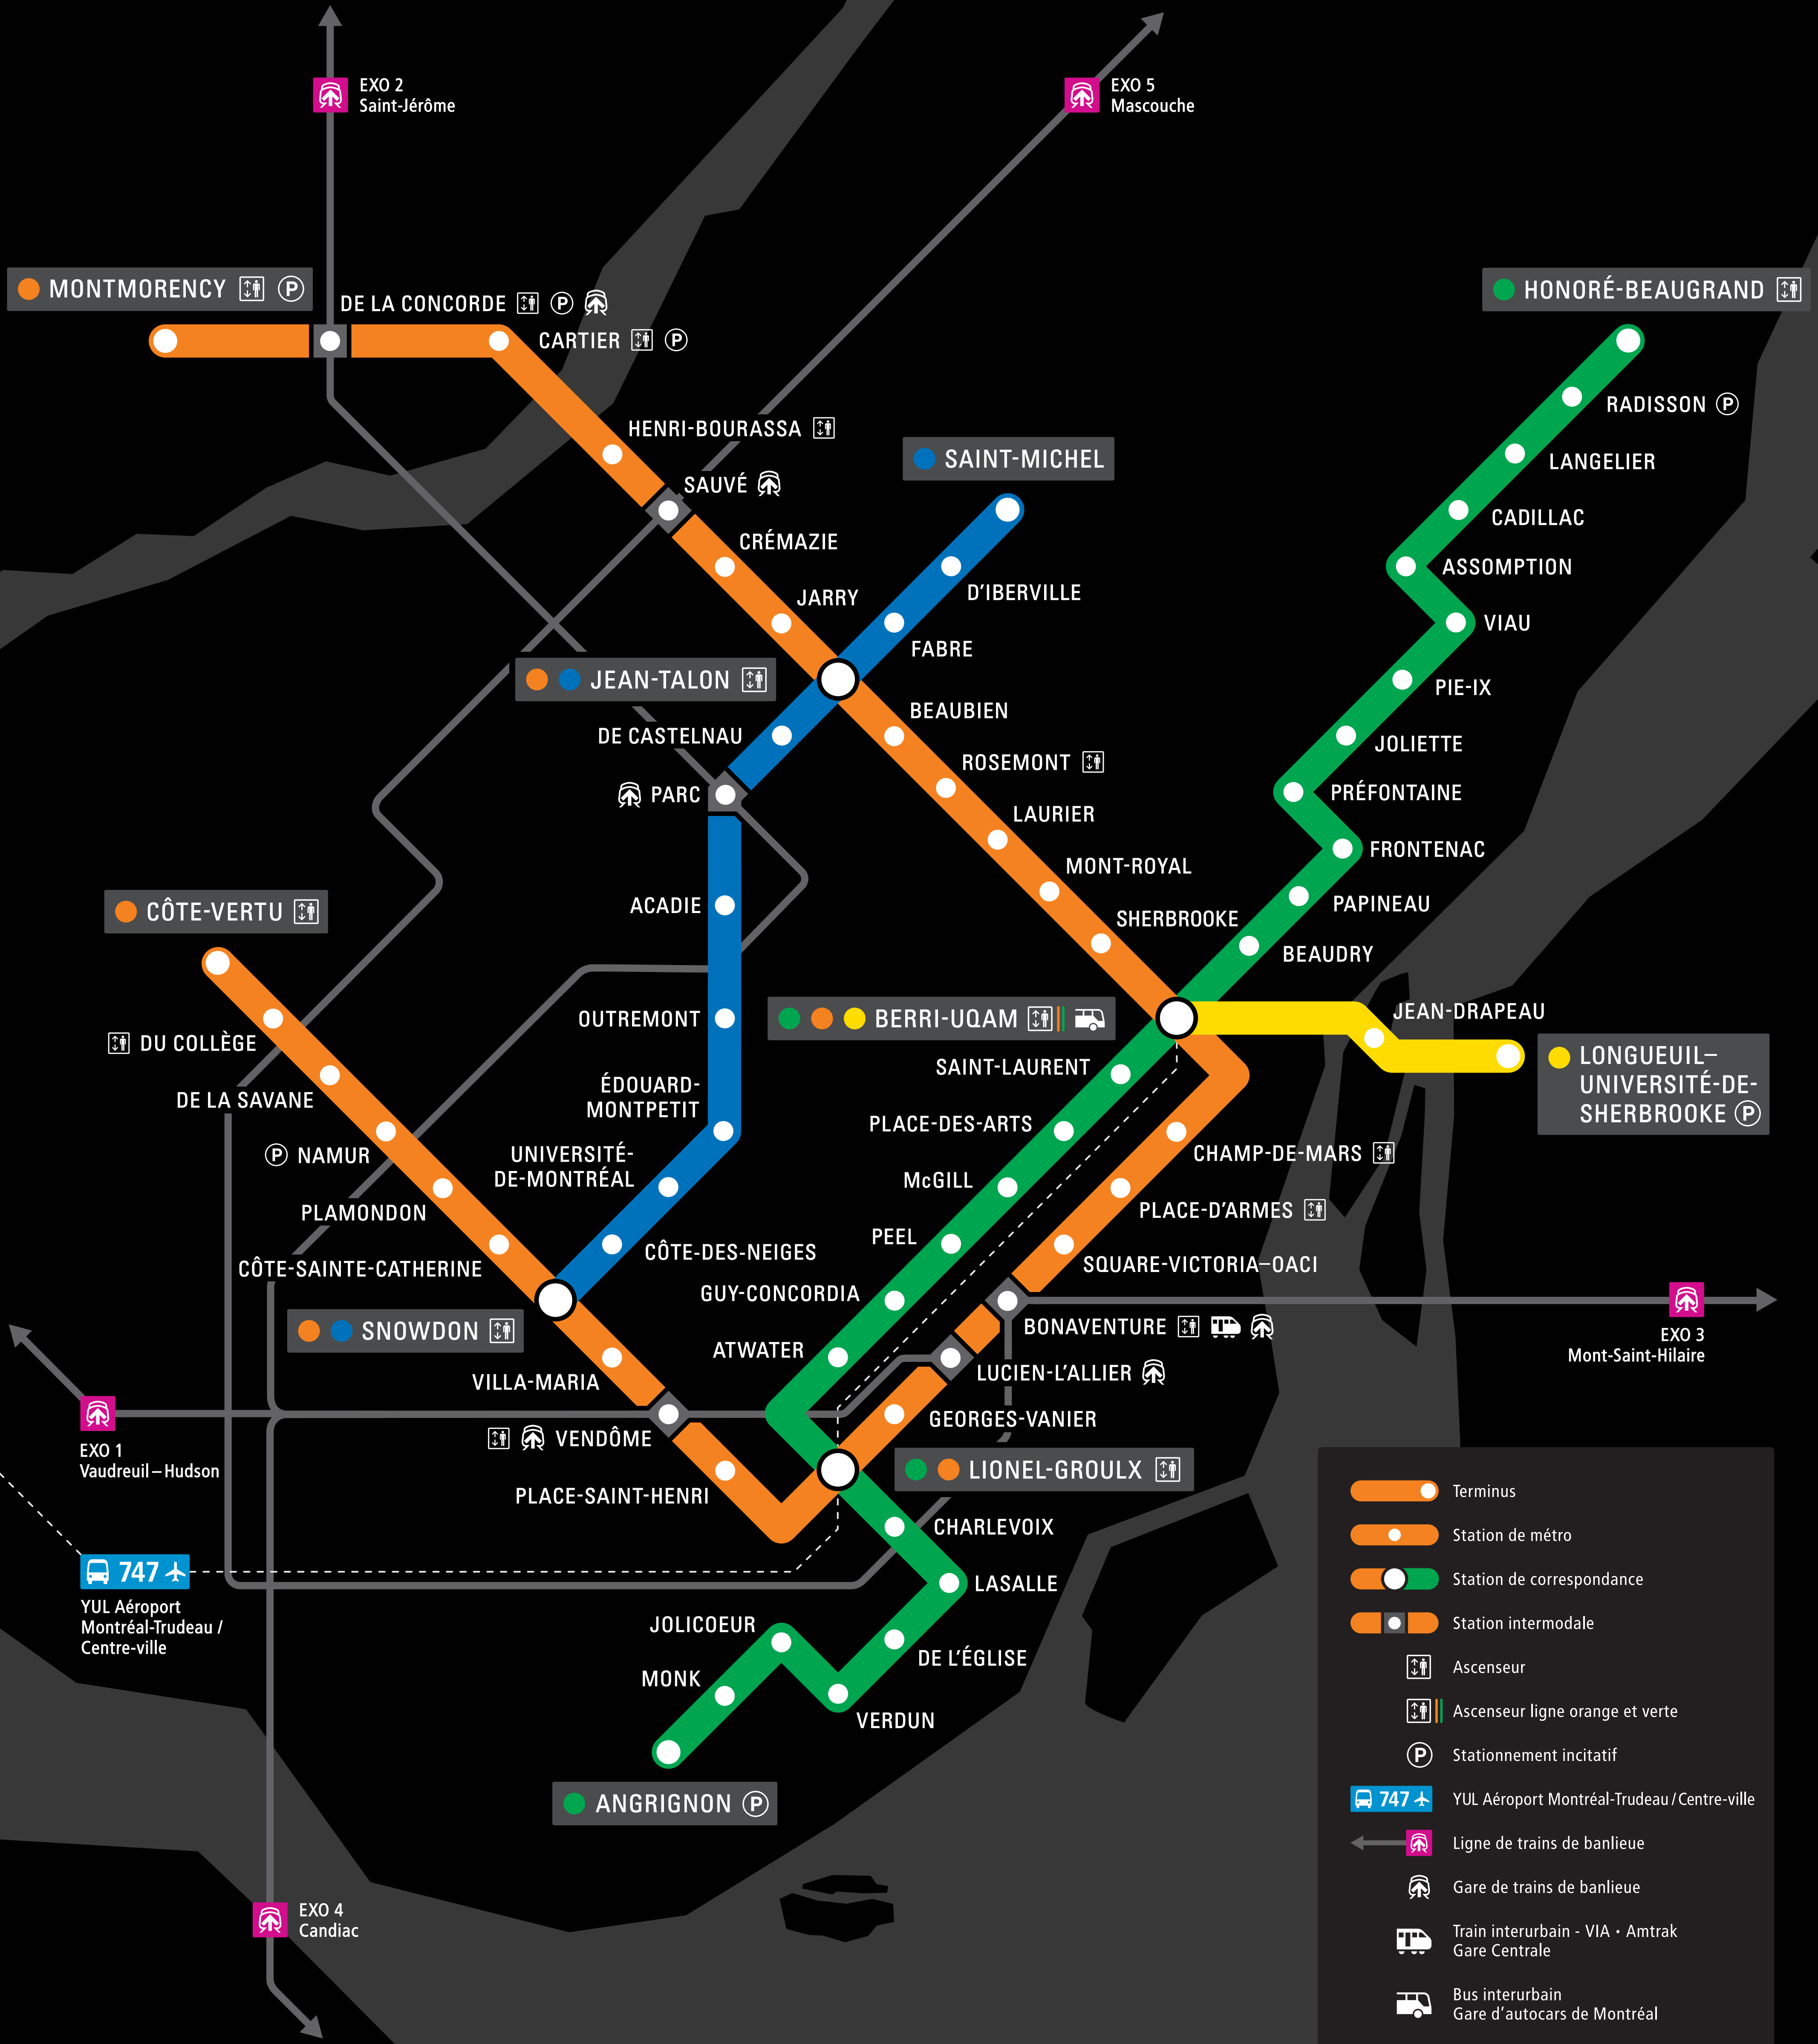 EXO 2
Saint-Jérôme
EXO 5
Mascouche
MONTMORENCY P
DE LA CONCORDE P
CARTIER P
HONORÉ-BEAUGRAND
RADISSON P
HENRI-BOURASSA
SAINT-MICHEL
LANGELIER
SAUVÉ
CADILLAC
CRÉMAZIE
ASSOMPTION
JARRY
D'IBERVILLE
VIAU
FABRE
JEAN-TALON
PIE-IX
BEAUBIEN
DE CASTELNAU
JOLIETTE
ROSEMONT
PARC
PRÉFONTAINE
LAURIER
FRONTENAC
MONT-ROYAL
CÔTE-VERTU
ACADIE
PAPINEAU
SHERBROOKE
BEAUDRY
OUTREMONT
BERRI-UQAM
JEAN-DRAPEAU
DU COLLÈGE
LONGUEUIL–
UNIVERSITÉ-DE-
SHERBROOKE P
SAINT-LAURENT
ÉDOUARD-
MONTPETIT
DE LA SAVANE
PLACE-DES-ARTS
P NAMUR
UNIVERSITÉ-
DE-MONTRÉAL
CHAMP-DE-MARS
McGILL
PLAMONDON
PLACE-D'ARMES
PEEL
CÔTE-DES-NEIGES
CÔTE-SAINTE-CATHERINE
SQUARE-VICTORIA–OACI
GUY-CONCORDIA
SNOWDON
BONAVENTURE
EXO 3
Mont-Saint-Hilaire
ATWATER
LUCIEN-L'ALLIER
VILLA-MARIA
GEORGES-VANIER
VENDÔME
EXO 1
Vaudreuil–Hudson
LIONEL-GROULX
PLACE-SAINT-HENRI
CHARLEVOIX
747
YUL Aéroport
Montréal-Trudeau /
Centre-ville
LASALLE
JOLICOEUR
DE L'ÉGLISE
MONK
VERDUN
ANGRIGNON P
EXO 4
Candiac
Terminus
Station de métro
Station de correspondance
Station intermodale
Ascenseur
Ascenseur ligne orange et verte
P Stationnement incitatif
747 YUL Aéroport Montréal-Trudeau / Centre-ville
Ligne de trains de banlieue
Gare de trains de banlieue
Train interurbain - VIA • Amtrak
Gare Centrale
Bus interurbain
Gare d'autocars de Montréal